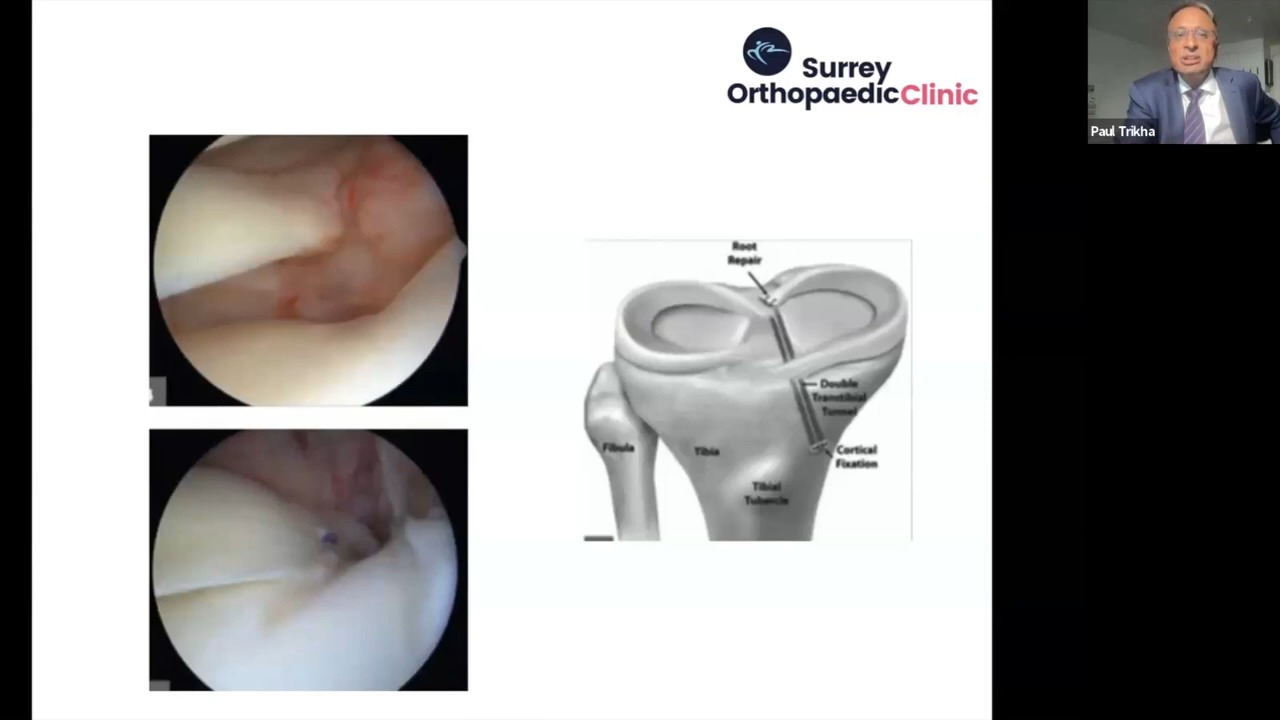 Surrey
OrthopaedicClinic
Paul Trikha
Root
Repair
Double
Transtibial
Tunnel
Fibula
Tibia
Cortical
Fixation
Tibial
Tubercle